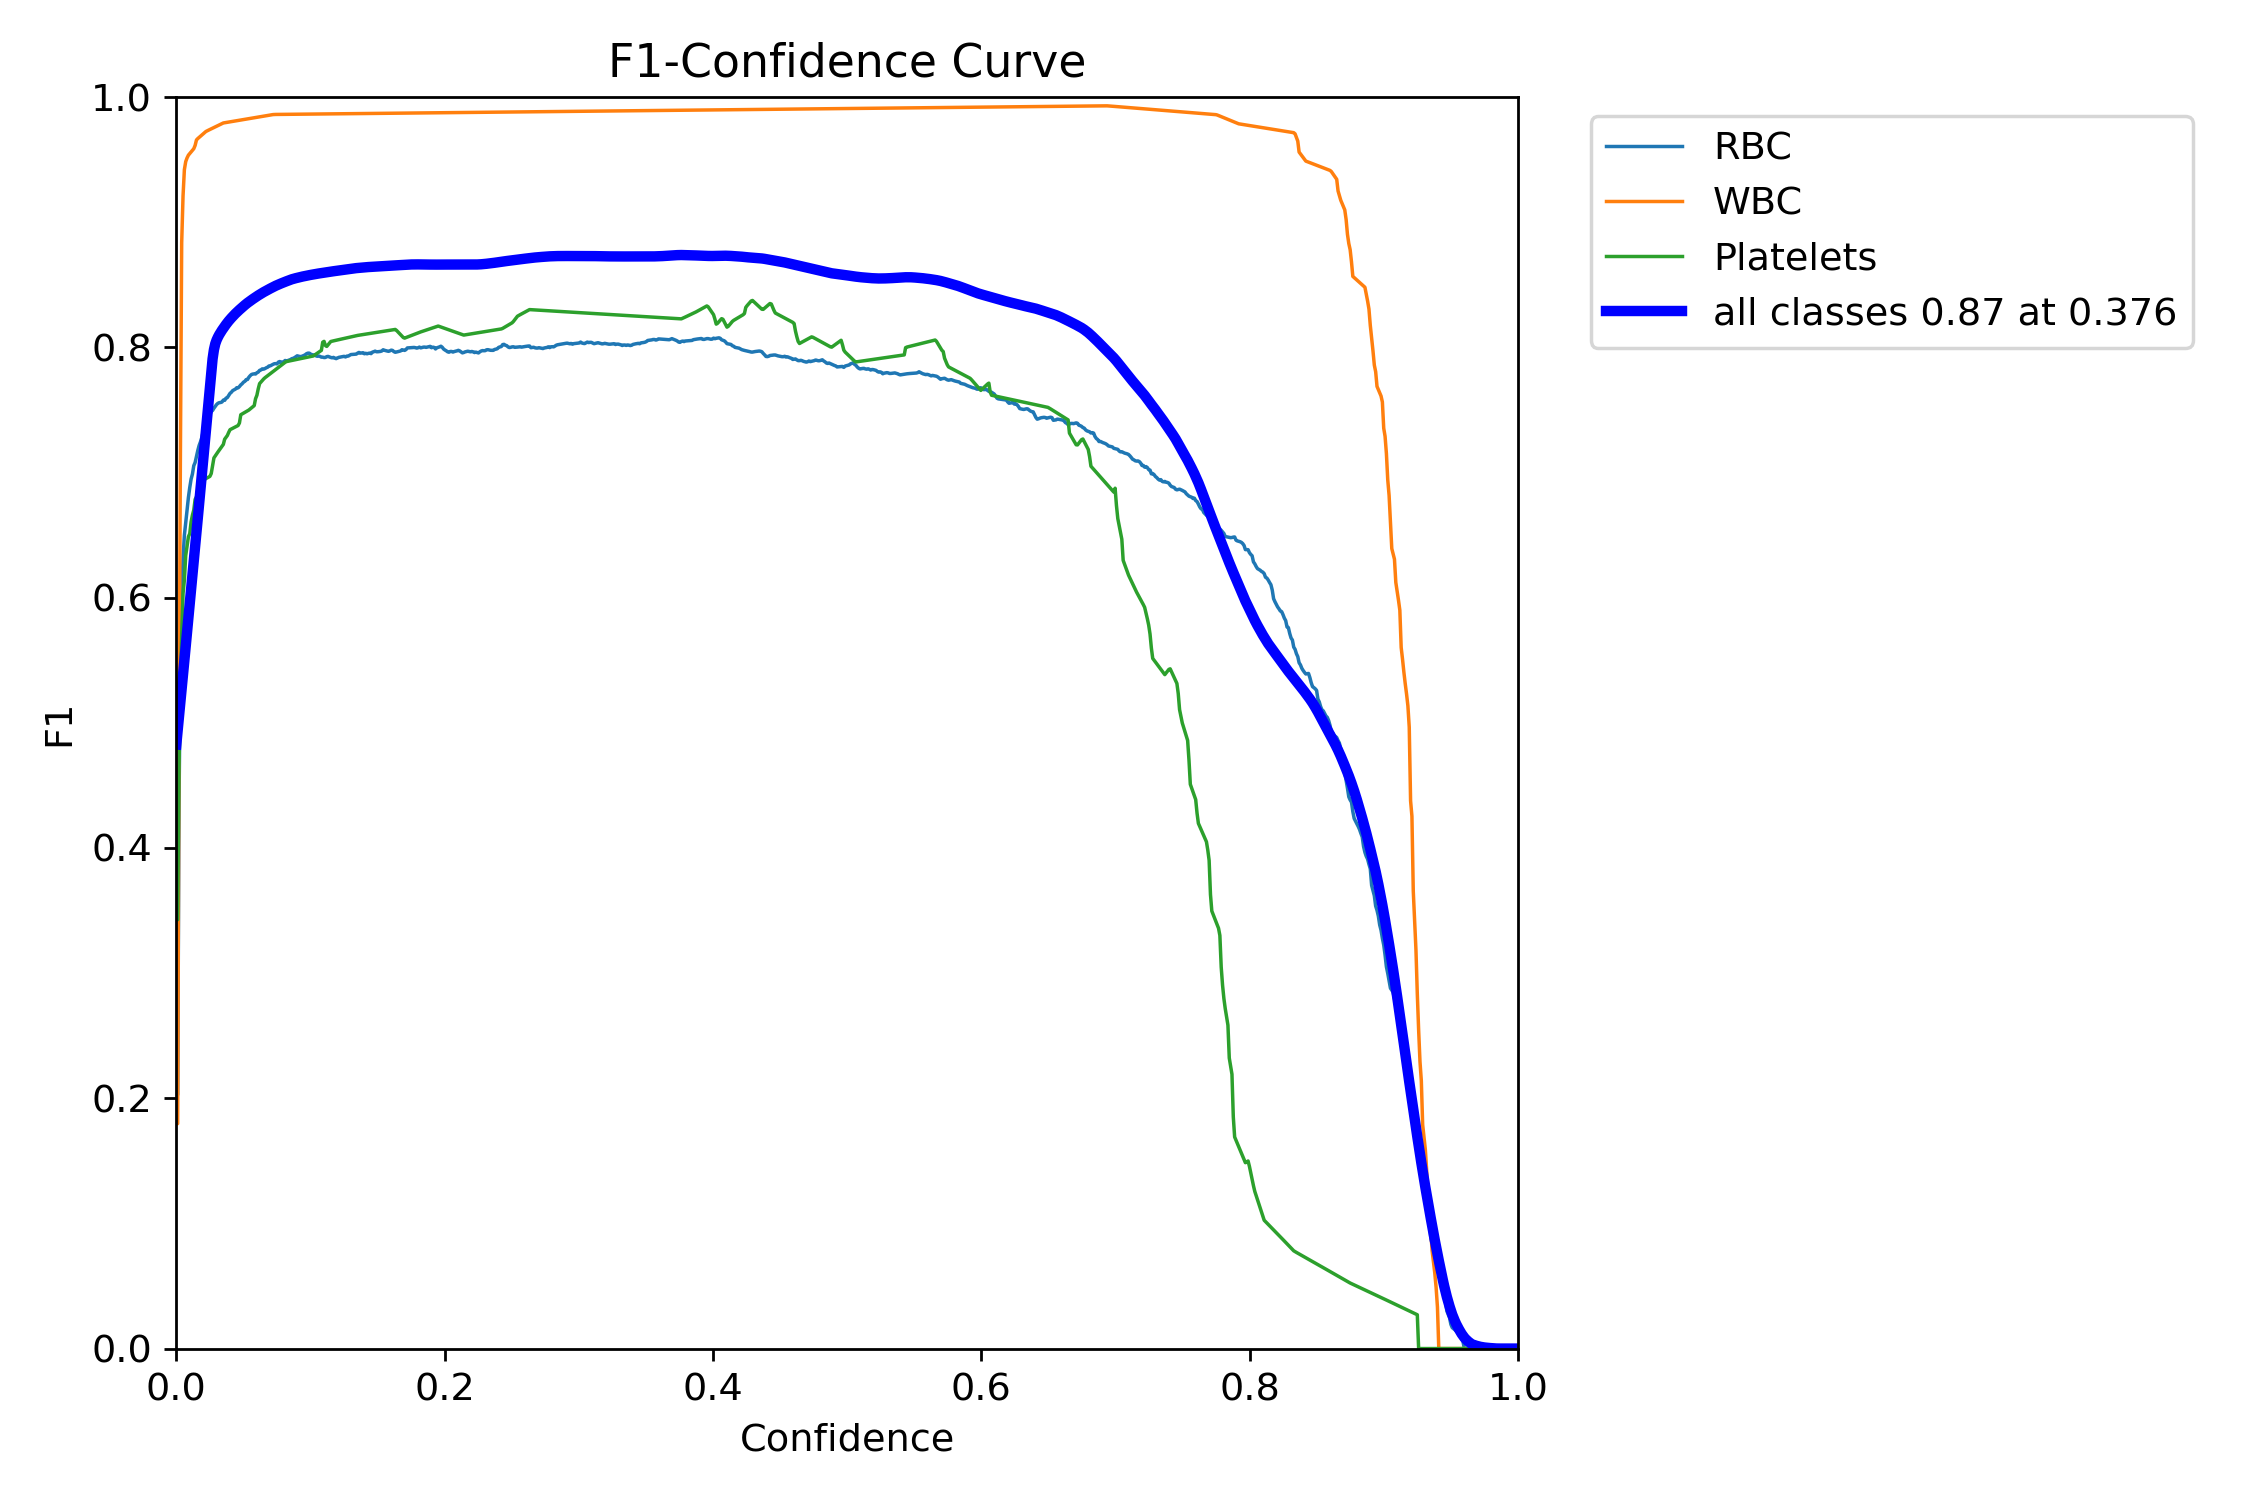 F1-Confidence Curve
1.0
0.8
0.6
0.4
0.2
0.0
F1
0.0 0.2 0.4 0.6 0.8 1.0
Confidence
RBC
WBC
Platelets
all classes 0.87 at 0.376